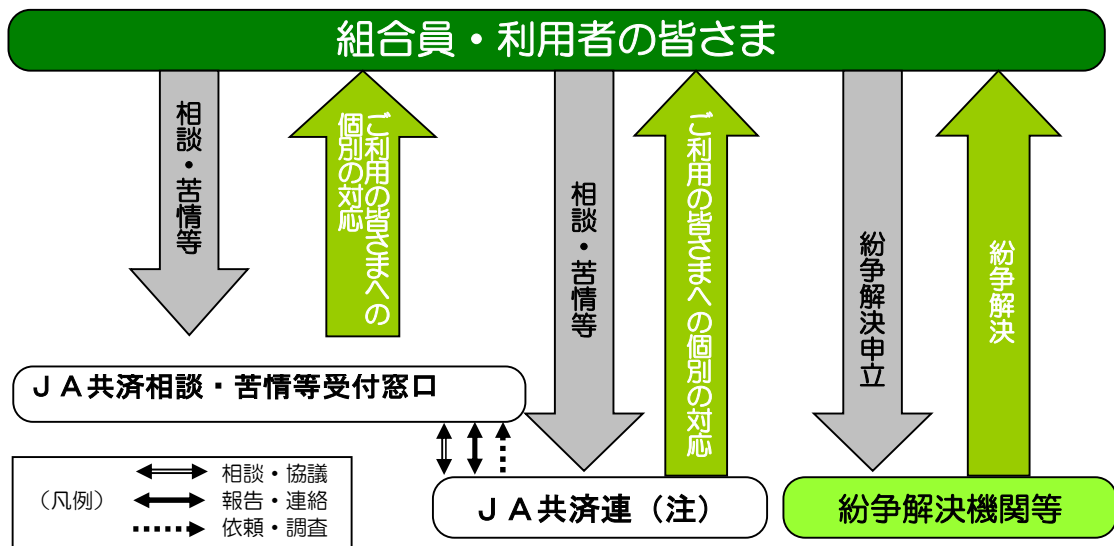 組合員・利用者の皆さま
相談・苦情等
ご利用の皆さまへの
個別の対応
相談・苦情等
ご利用の皆さまへの個別の対応
紛争解決申立
紛争解決
ＪＡ共済相談・苦情等受付窓口
（凡例）
相談・協議
報告・連絡
依頼・調査
ＪＡ共済連（注）
紛争解決機関等